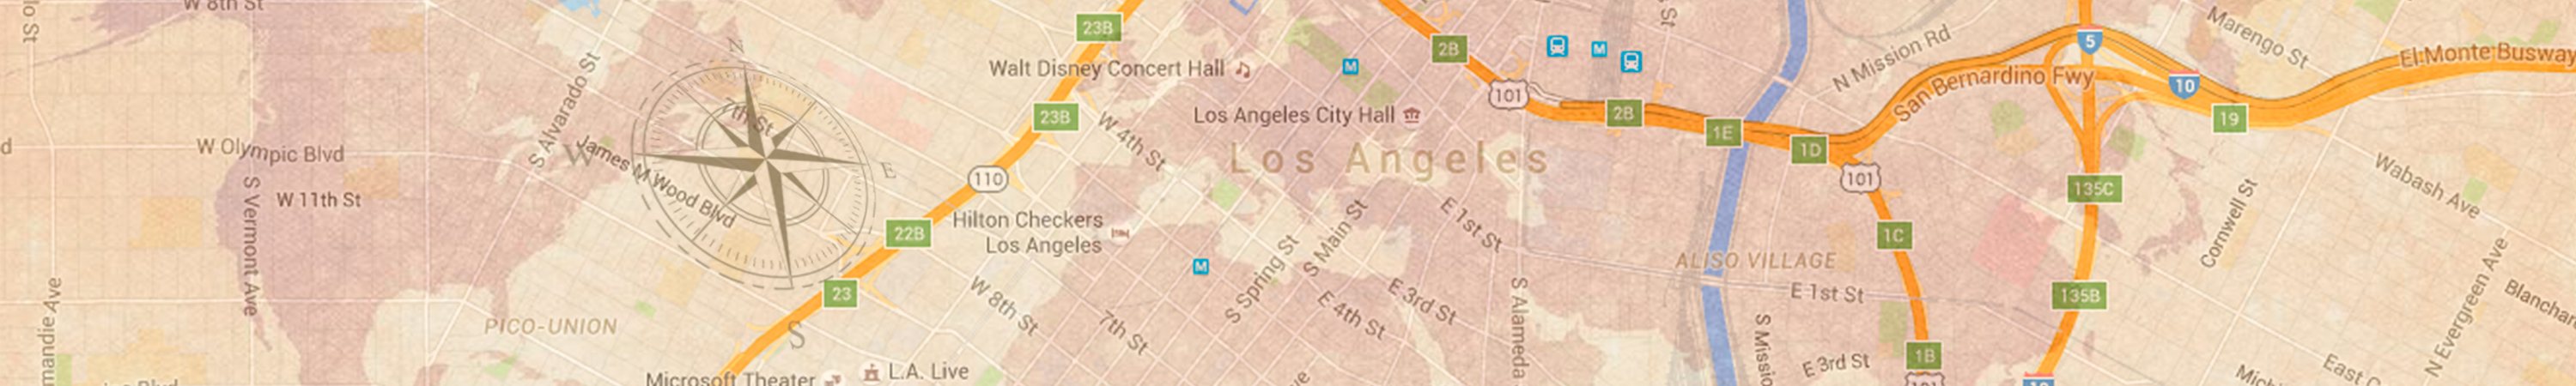 W 8th St
lo St
S Alvarado St
W Olympic Blvd
W 11th St
S Vermont Ave
mandie Ave
PICO-UNION
N
W
E
S
7th St
James M Wood Blvd
23B
23B
110
22B
23
Walt Disney Concert Hall
W 4th St
Hilton Checkers
Los Angeles
W 8th St
7th St
Microsoft Theater
L.A. Live
M
M
M
Los Angeles City Hall
Los Angeles
S Spring St
S Main St
E 1st St
E 3rd St
E 4th St
S Alameda
2B
101
2B
1E
1D
101
1C
1B
101
ALISO VILLAGE
E 1st St
E 3rd St
S Missio
N Mission Rd
San Bernardino Fwy
5
10
19
135C
135B
Marengo St
El Monte Busway
Wabash Ave
Cornwell St
N Evergreen Ave
Blanchar
East C
Mich